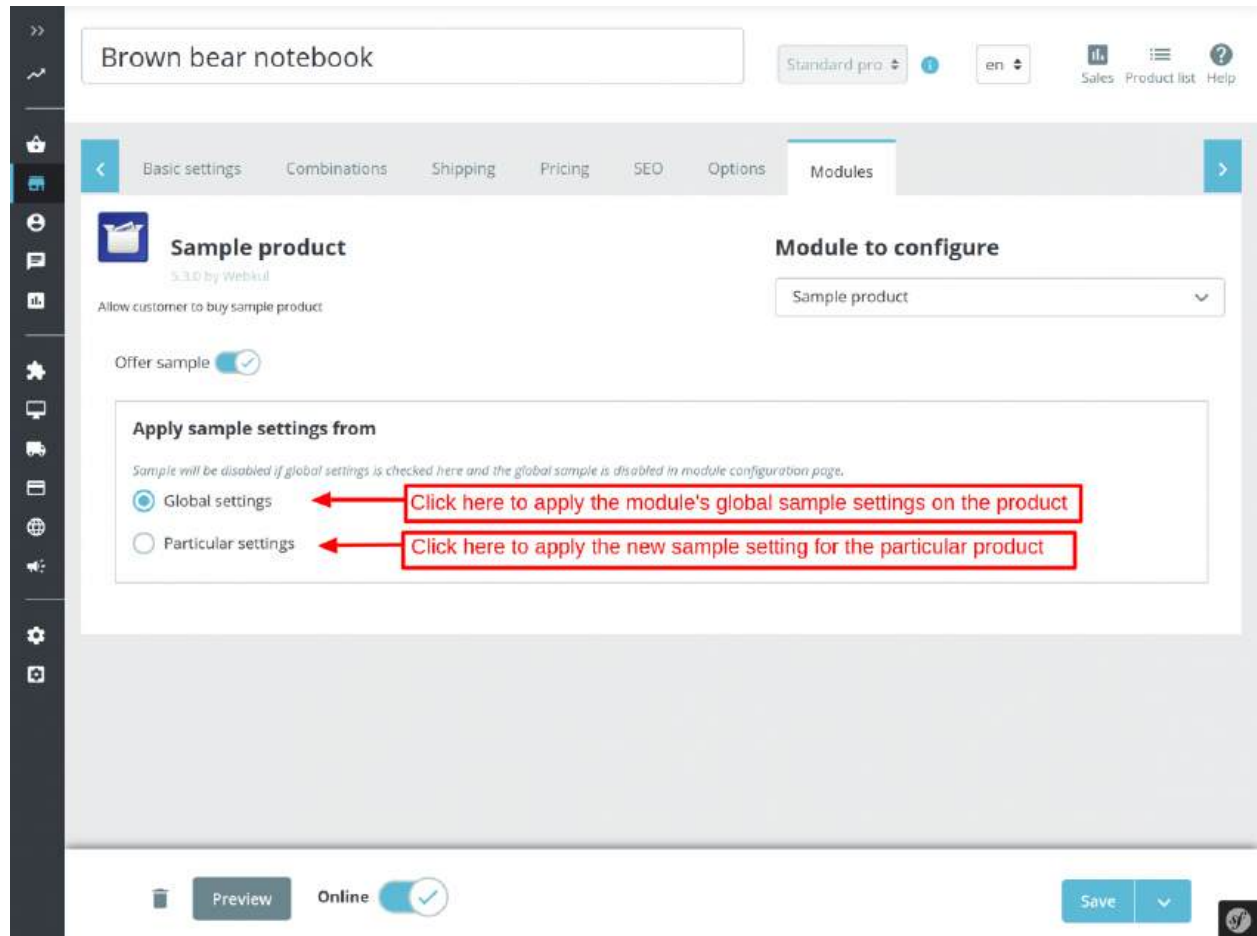 Brown bear notebook
Standard pro
en
Sales Product list Help
Basic settings Combinations Shipping Pricing SEO Options Modules
Sample product
5.3.0 by Webkul
Allow customer to buy sample product
Module to configure
Sample product
Offer sample
Apply sample settings from
Sample will be disabled if global settings is checked here and the global sample is disabled in module configuration page.
Global settings
Click here to apply the module's global sample settings on the product
Particular settings
Click here to apply the new sample setting for the particular product
Preview Online Save